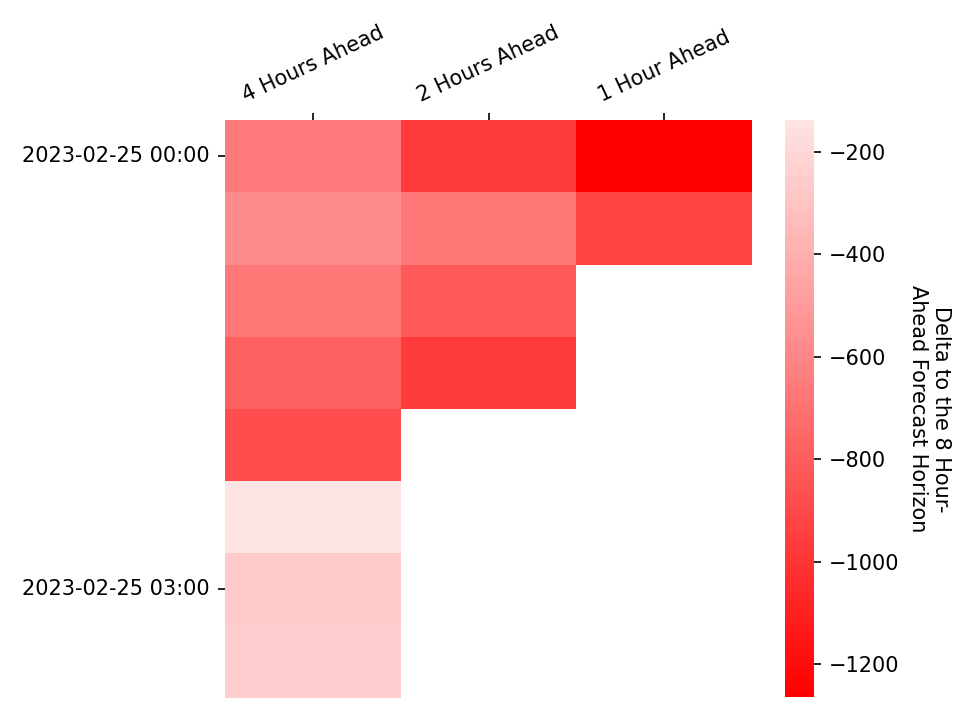 4 Hours Ahead
2 Hours Ahead
1 Hour Ahead
2023-02-25 00:00
2023-02-25 03:00
−200
−400
−600
−800
−1000
−1200
Delta to the 8 Hour-
Ahead Forecast Horizon